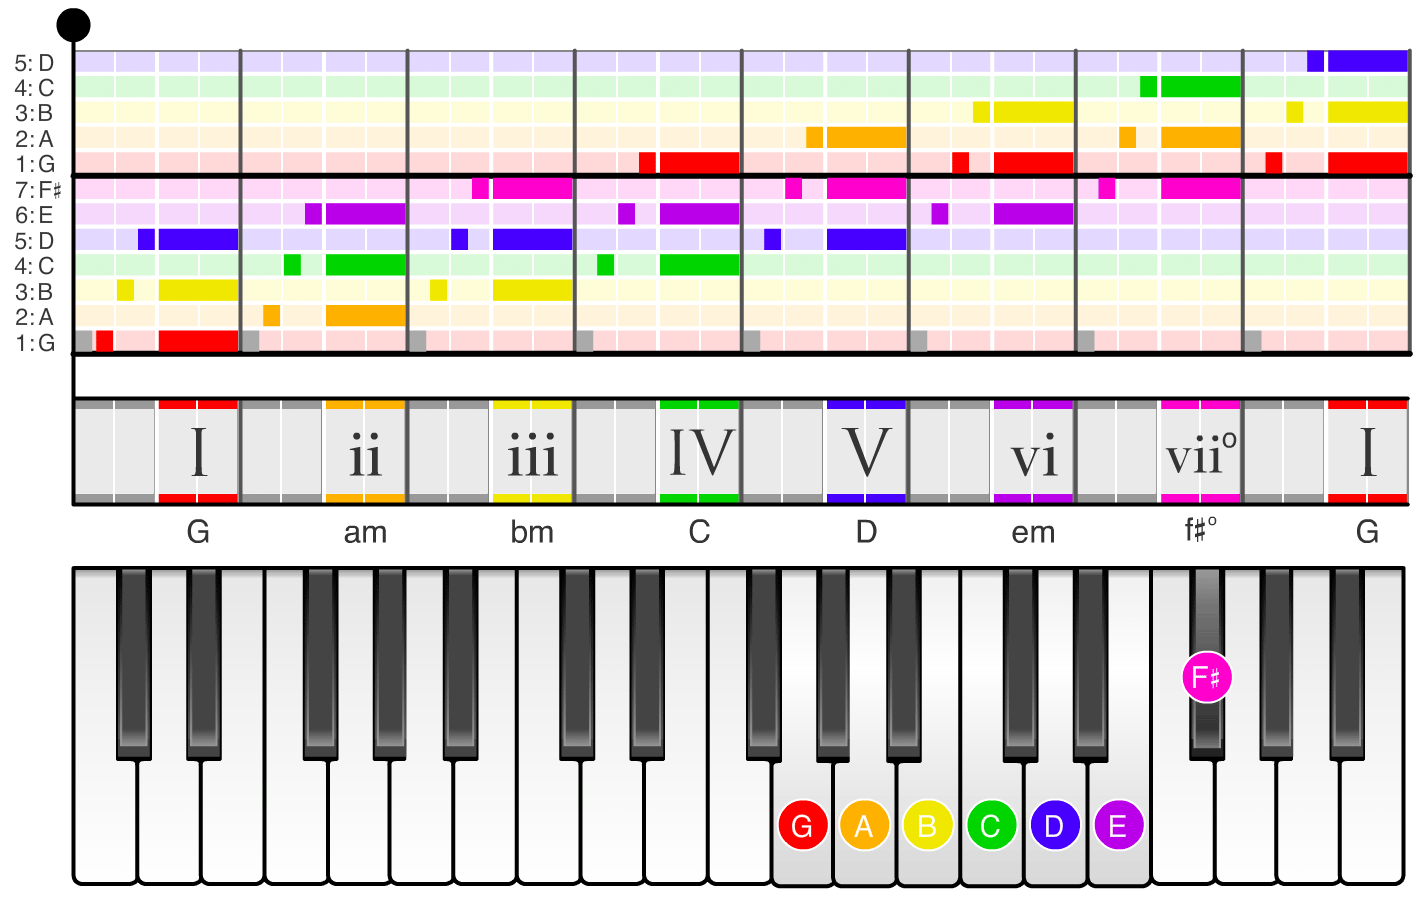 5: D
4: C
3: B
2: A
1: G
7: F♯
6: E
5: D
4: C
3: B
2: A
1: G
I ii iii IV V vi viiº I
G am bm C D em f♯º G
F♯
G A B C D E